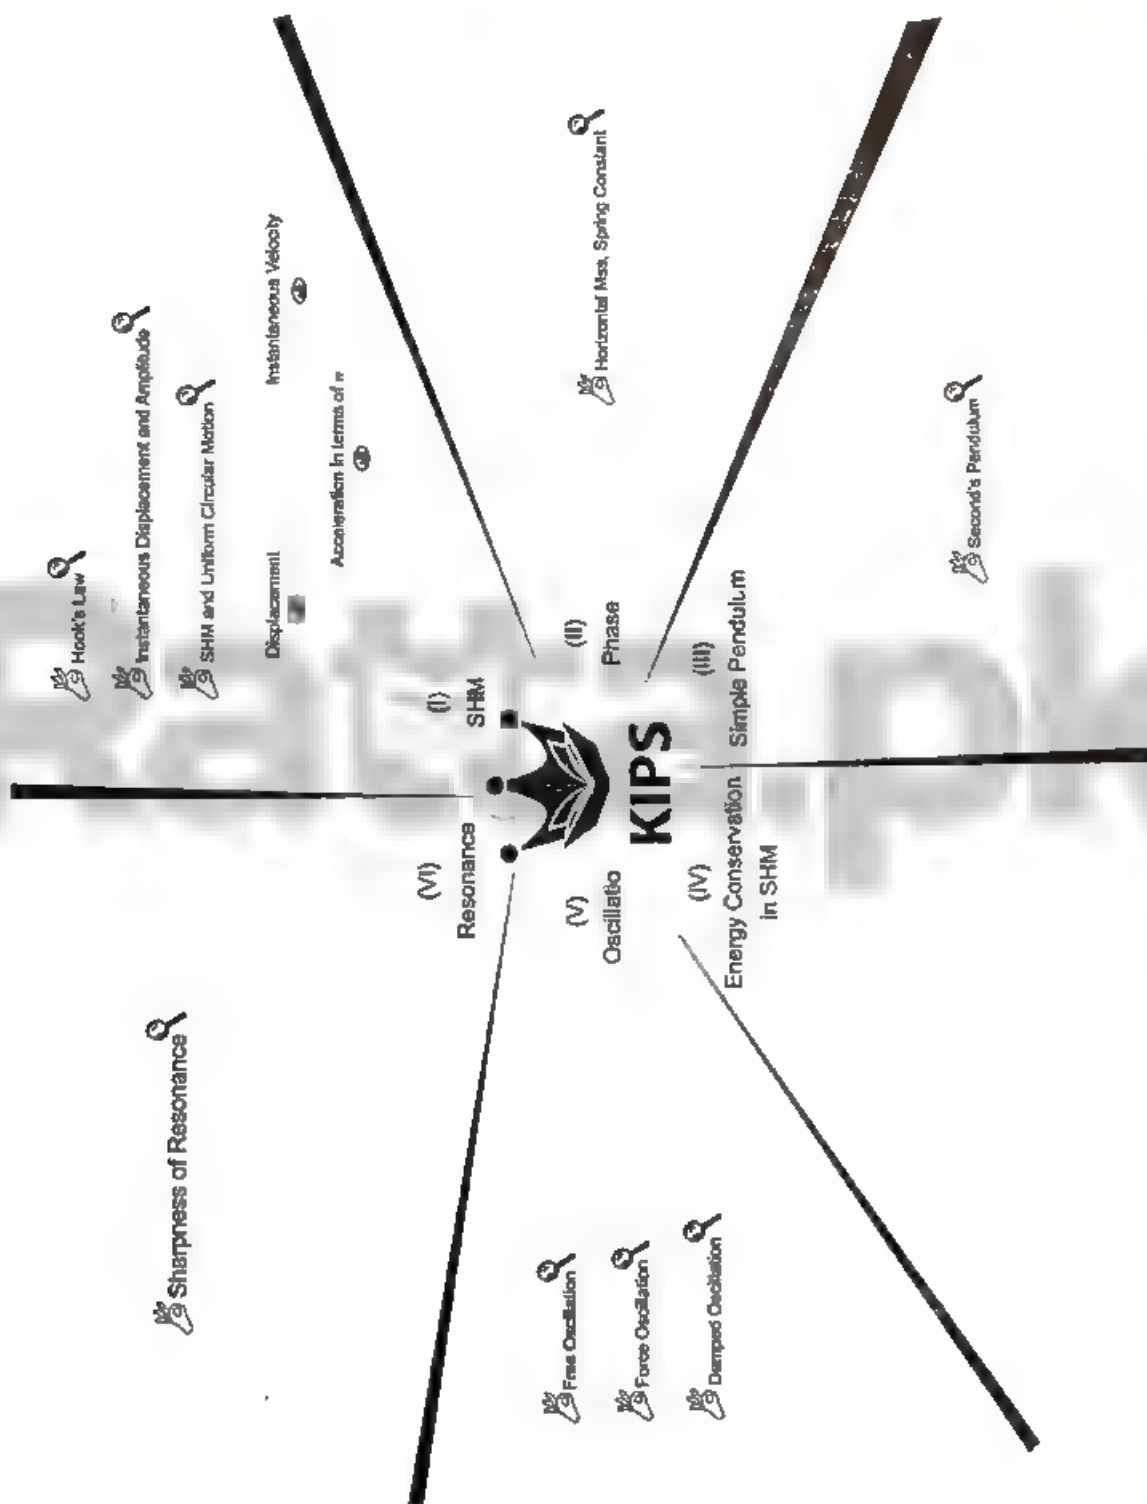 Hook's Law
Instantaneous Displacement and Amplitude
SHM and Uniform Circular Motion
Displacement
Instantaneous Velocity
Acceleration in terms of
(I)
SHM
(II)
Phase
Horizontal Mss, Spring Constant
(III)
Simple Pendulum
Second's Pendulum
(IV)
Energy Conservation
in SHM
(V)
Oscillatio
Free Oscillation
Force Oscillation
Damped Oscillation
(VI)
Resonance
Sharpness of Resonance
KIPS